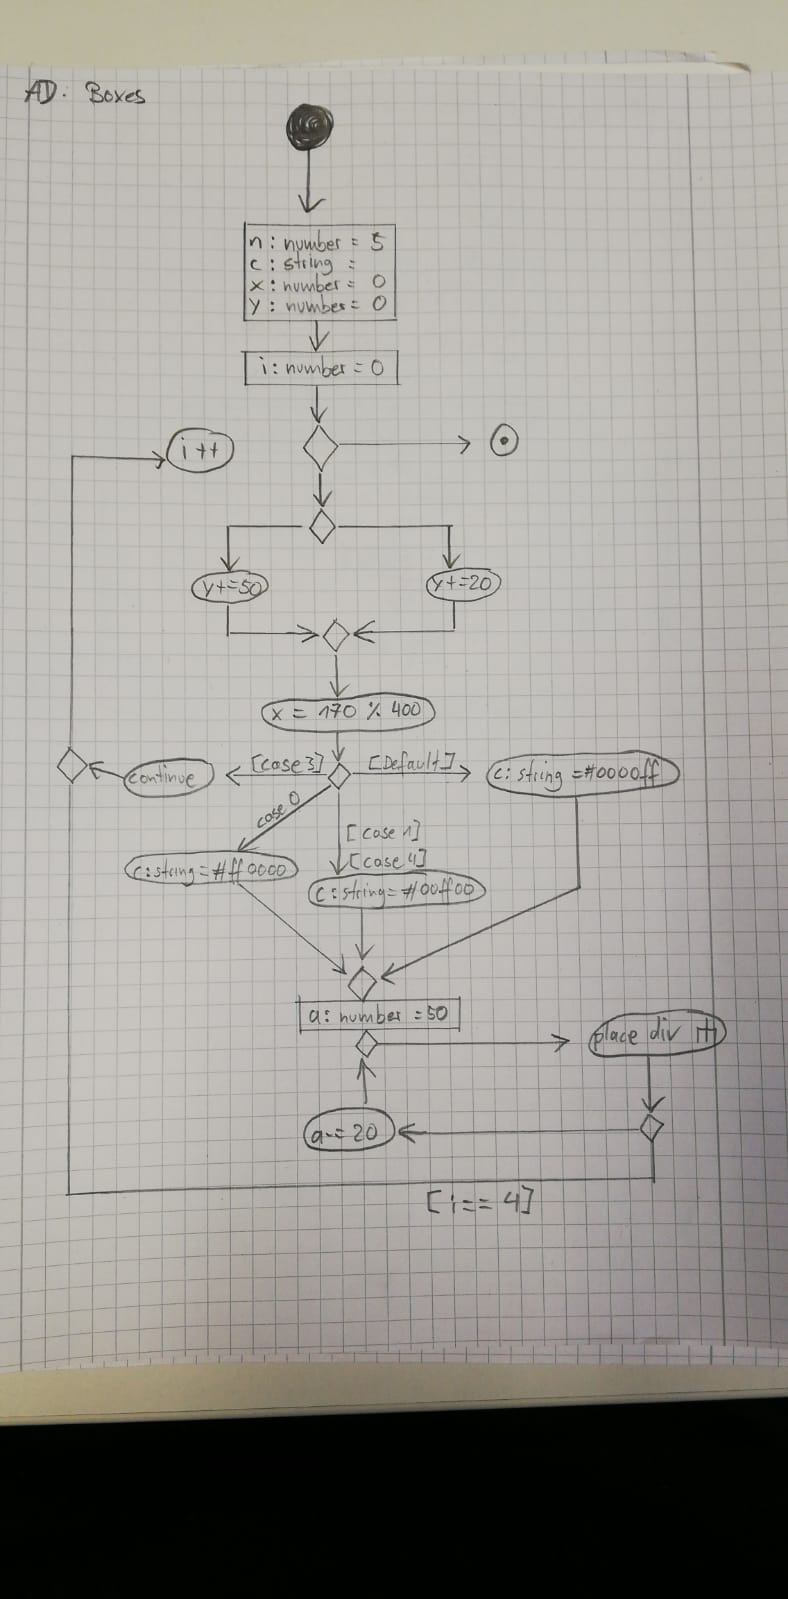 AD: Boxes
n: number = 5
c: string =
x: number = 0
y: number = 0
i: number = 0
i++
y+=50
y+=20
x = 170 % 400
continue
[case 3]
[Default]
c: string = #0000ff
case 0
[case 1]
[case 4]
c: string = #ff0000
c: string = #00ff00
a: number = 50
place div
a-=20
[i== 4]